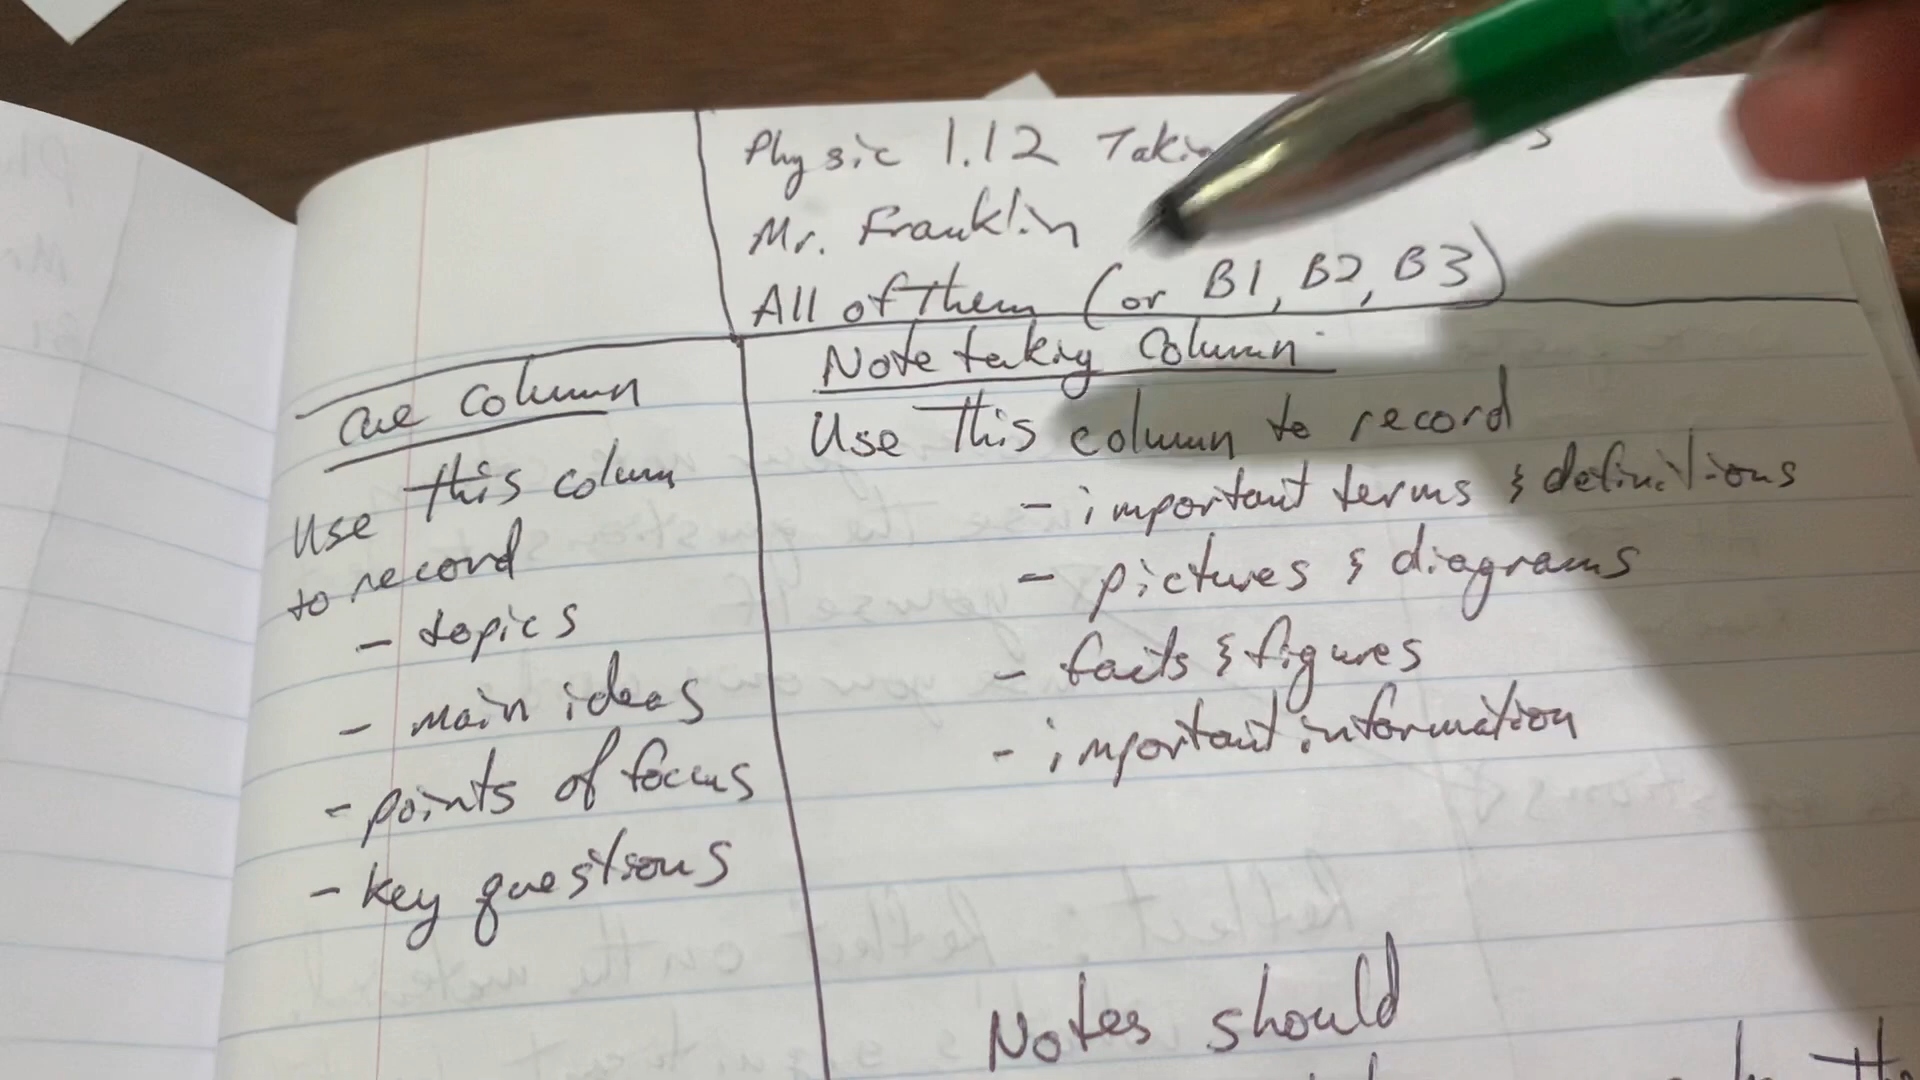 Physic 1.12 Taking
Mr. Franklin
All of Them (or B1, B2, B3)
Cue Column
Use this column
to record
- topics
- main ideas
- points of focus
- key questions
Note taking Column
Use This column to record
- important terms & definitions
- pictures & diagrams
- facts & figures
- important information
Notes should